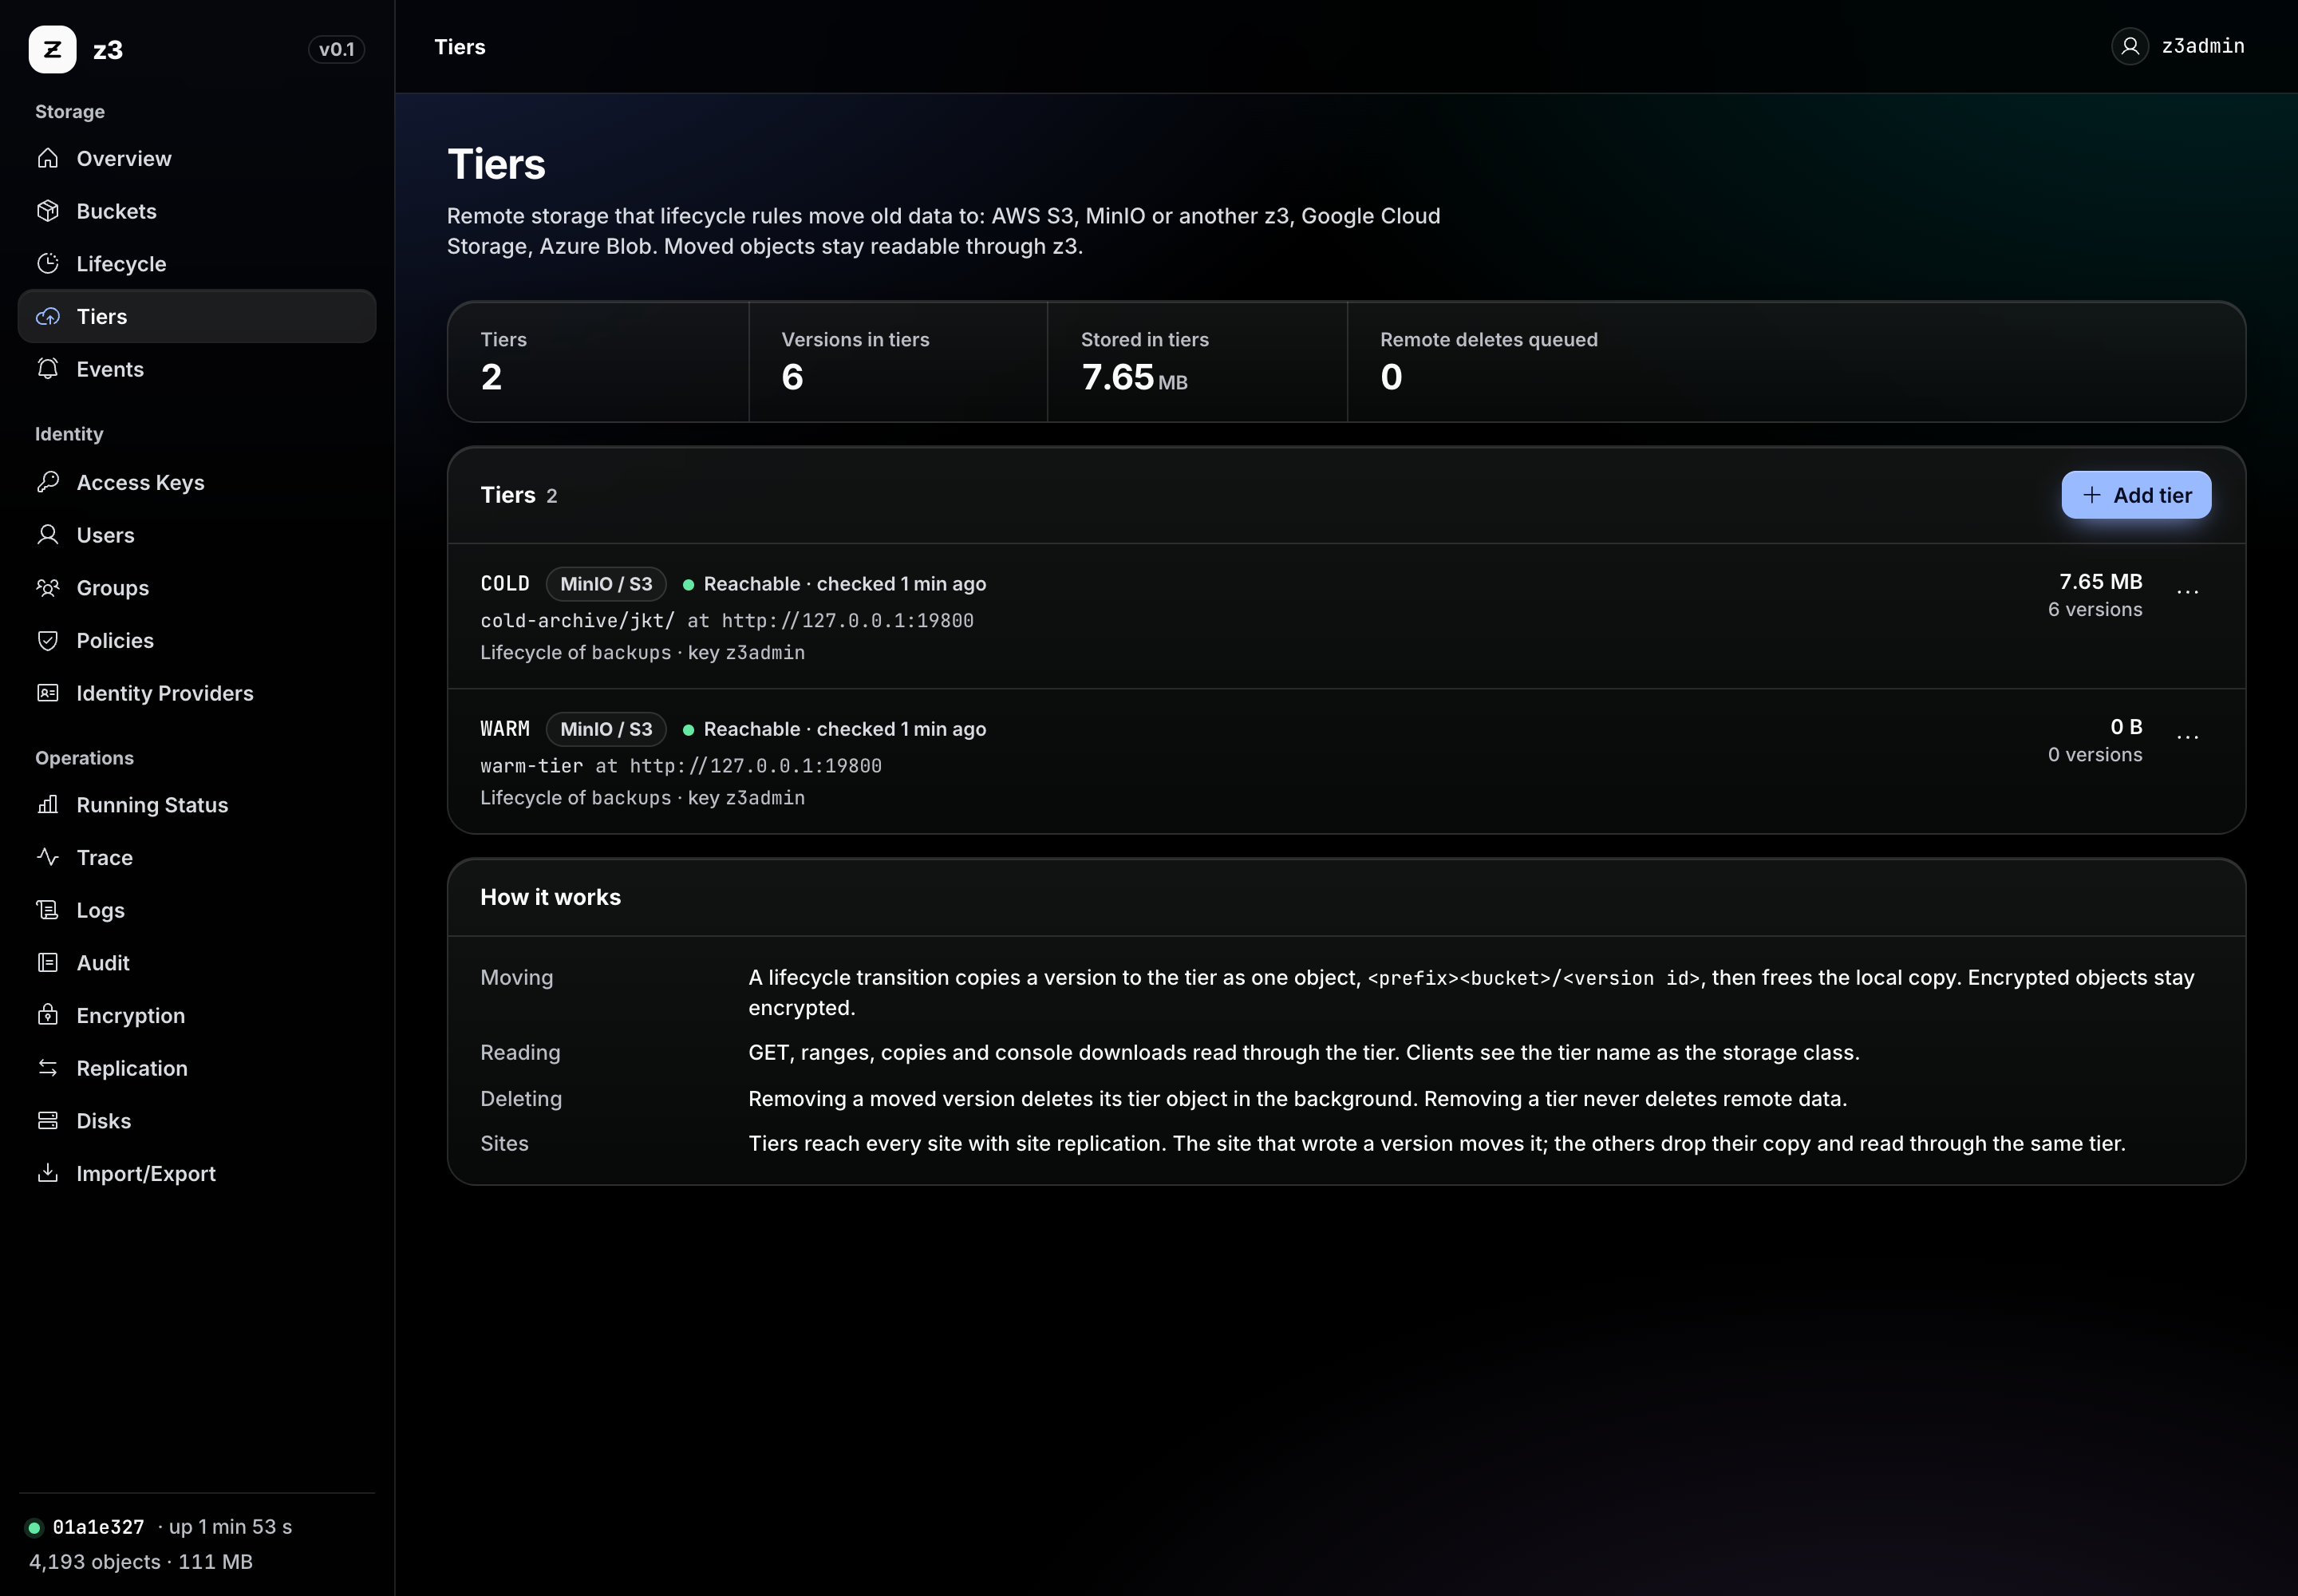 z3
v0.1
Storage
Overview
Buckets
Lifecycle
Tiers
Events
Identity
Access Keys
Users
Groups
Policies
Identity Providers
Operations
Running Status
Trace
Logs
Audit
Encryption
Replication
Disks
Import/Export
01a1e327 · up 1 min 53 s
4,193 objects · 111 MB
Tiers
z3admin
Tiers
Remote storage that lifecycle rules move old data to: AWS S3, MinIO or another z3, Google Cloud
Storage, Azure Blob. Moved objects stay readable through z3.
Tiers
2
Versions in tiers
6
Stored in tiers
7.65 MB
Remote deletes queued
0
Tiers 2
+ Add tier
COLD MinIO / S3 Reachable · checked 1 min ago
cold-archive/jkt/ at http://127.0.0.1:19800
Lifecycle of backups · key z3admin
7.65 MB
6 versions
...
WARM MinIO / S3 Reachable · checked 1 min ago
warm-tier at http://127.0.0.1:19800
Lifecycle of backups · key z3admin
0 B
0 versions
...
How it works
Moving
A lifecycle transition copies a version to the tier as one object, <prefix><bucket>/<version id>, then frees the local copy. Encrypted objects stay
encrypted.
Reading
GET, ranges, copies and console downloads read through the tier. Clients see the tier name as the storage class.
Deleting
Removing a moved version deletes its tier object in the background. Removing a tier never deletes remote data.
Sites
Tiers reach every site with site replication. The site that wrote a version moves it; the others drop their copy and read through the same tier.